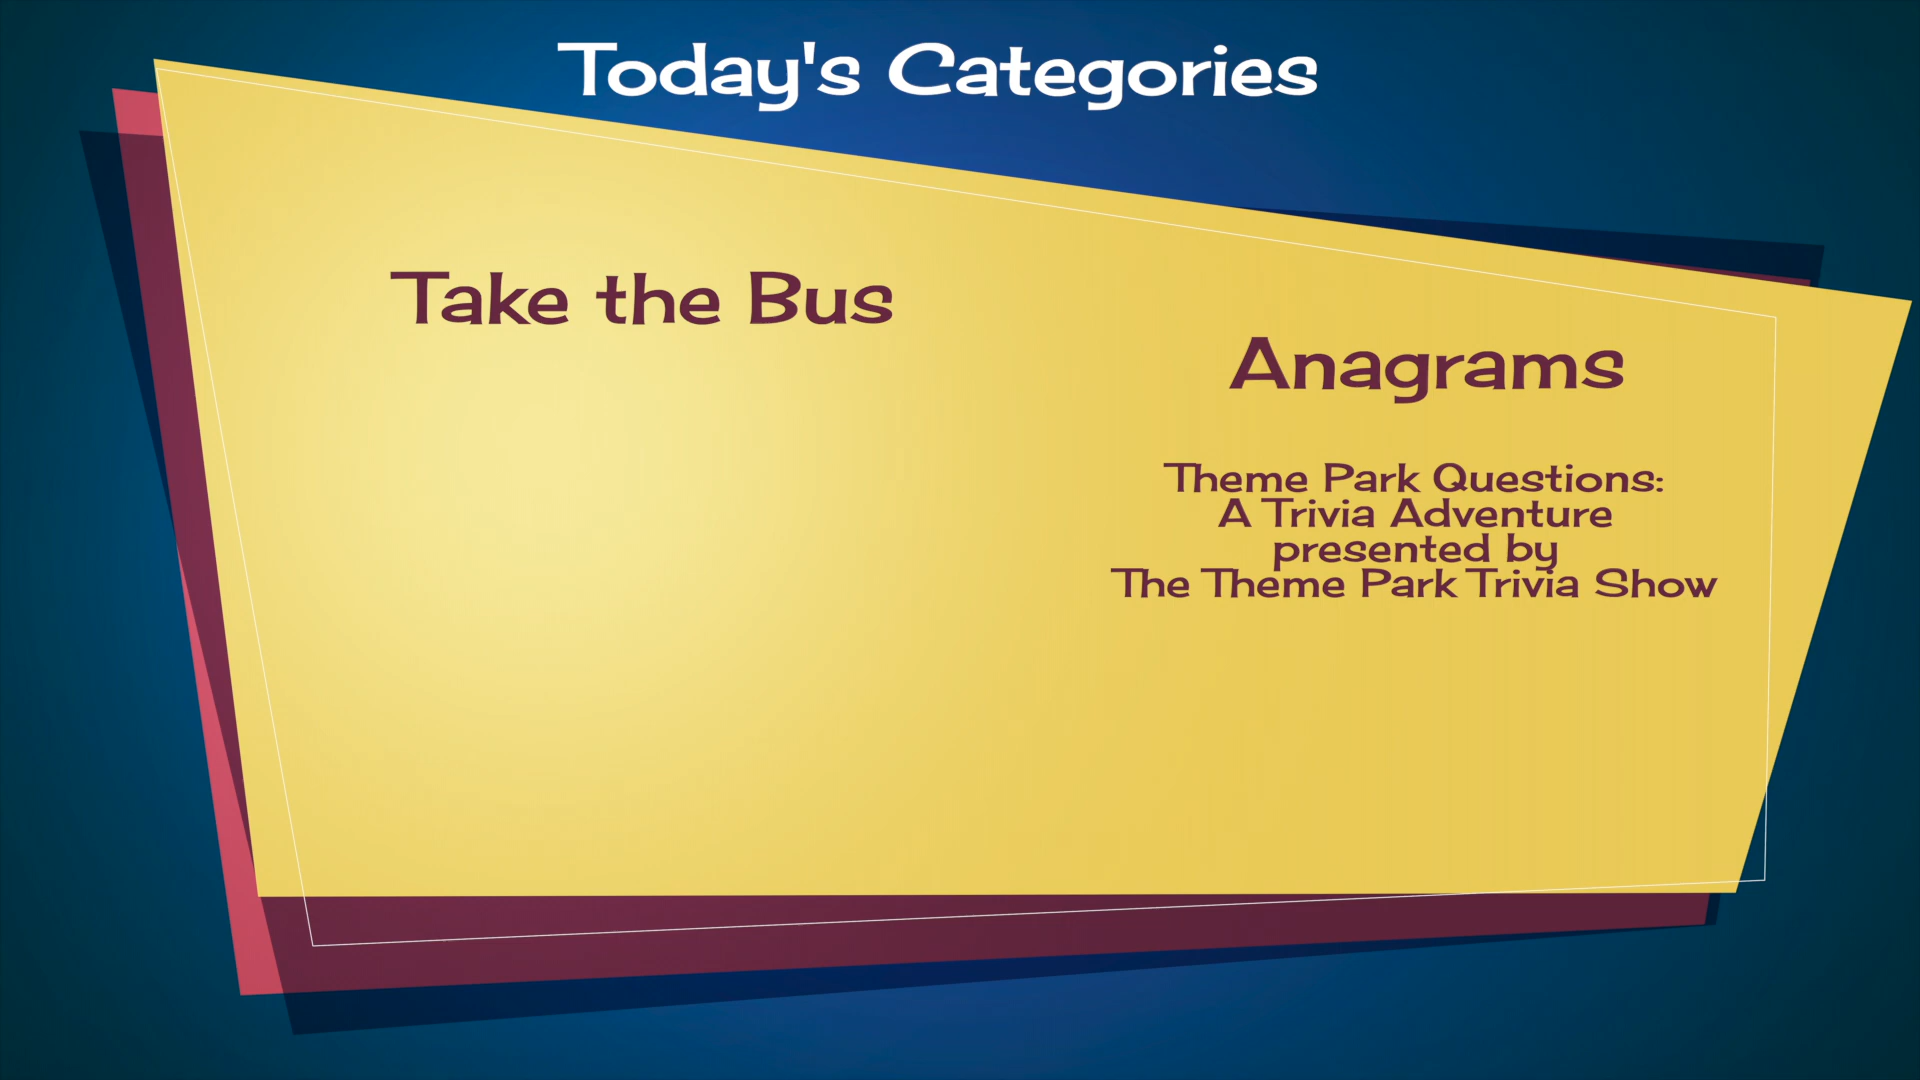 Today's Categories
Take the Bus
Anagrams
Theme Park Questions:
A Trivia Adventure
presented by
The Theme Park Trivia Show